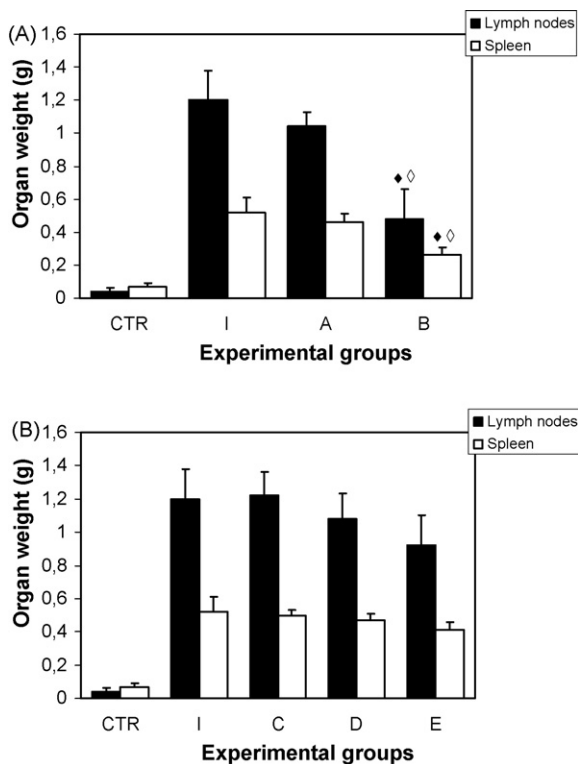 (A)
Lymph nodes
Spleen
Organ weight (g)
1,6
1,4
1,2
1
0,8
0,6
0,4
0,2
0
CTR I A B
Experimental groups
(B)
Lymph nodes
Spleen
Organ weight (g)
1,6
1,4
1,2
1
0,8
0,6
0,4
0,2
0
CTR I C D E
Experimental groups